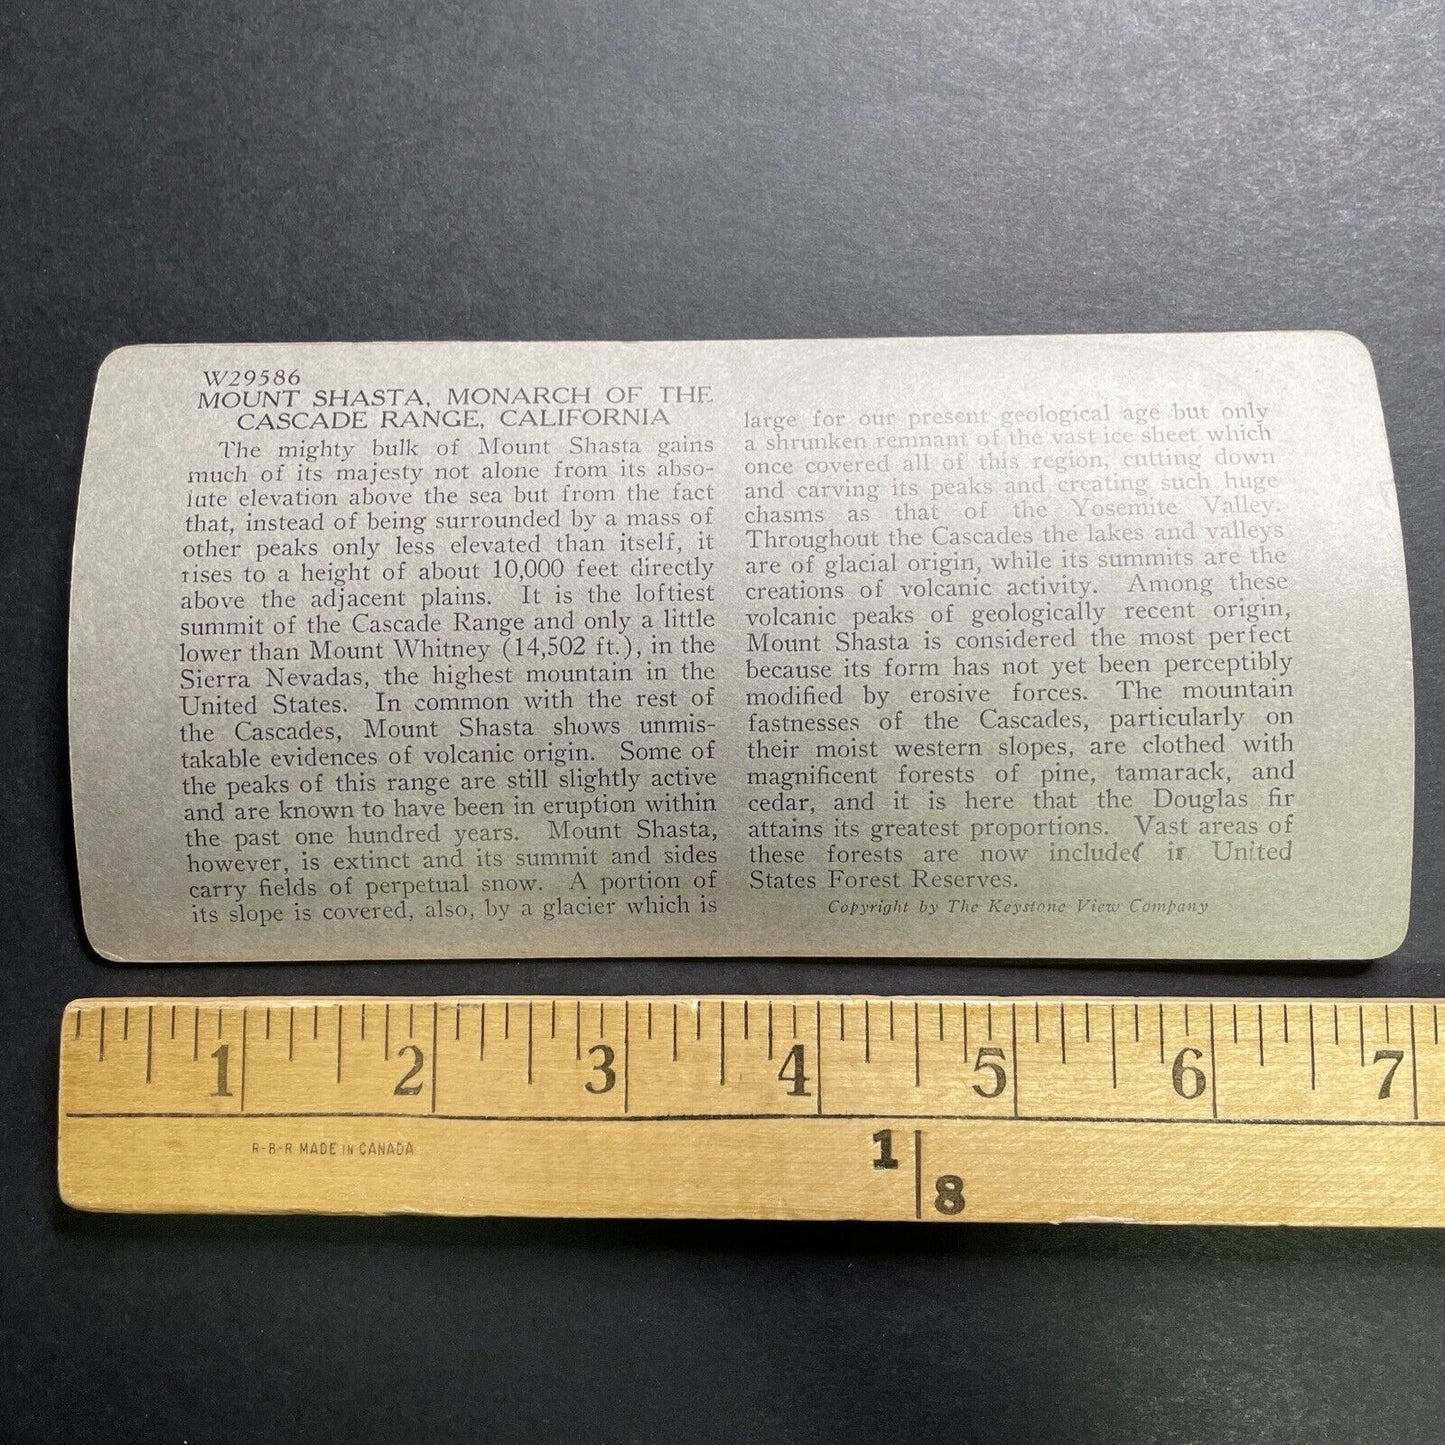 W29586
MOUNT SHASTA, MONARCH OF THE
CASCADE RANGE, CALIFORNIA
The mighty bulk of Mount Shasta gains
much of its majesty not alone from its abso-
lute elevation above the sea but from the fact
that, instead of being surrounded by a mass of
other peaks only less elevated than itself, it
rises to a height of about 10,000 feet directly
above the adjacent plains. It is the loftiest
summit of the Cascade Range and only a little
lower than Mount Whitney (14,502 ft.), in the
Sierra Nevadas, the highest mountain in the
United States. In common with the rest of
the Cascades, Mount Shasta shows unmis-
takable evidences of volcanic origin. Some of
the peaks of this range are still slightly active
and are known to have been in eruption within
the past one hundred years. Mount Shasta,
however, is extinct and its summit and sides
carry fields of perpetual snow. A portion of
its slope is covered, also, by a glacier which is
large for our present geological age but only
a shrunken remnant of the vast ice sheet which
once covered all of this region, cutting down
and carving its peaks and creating such huge
chasms as that of the Yosemite Valley.
Throughout the Cascades the lakes and valleys
are of glacial origin, while its summits are the
creations of volcanic activity. Among these
volcanic peaks of geologically recent origin,
Mount Shasta is considered the most perfect
because its form has not yet been perceptibly
modified by erosive forces. The mountain
fastnesses of the Cascades, particularly on
their moist western slopes, are clothed with
magnificent forests of pine, tamarack, and
cedar, and it is here that the Douglas fir
attains its greatest proportions. Vast areas of
these forests are now included in United
States Forest Reserves.
Copyright by The Keystone View Company
1 2 3 4 5 6 7
R-B-R MADE IN CANADA
1
8